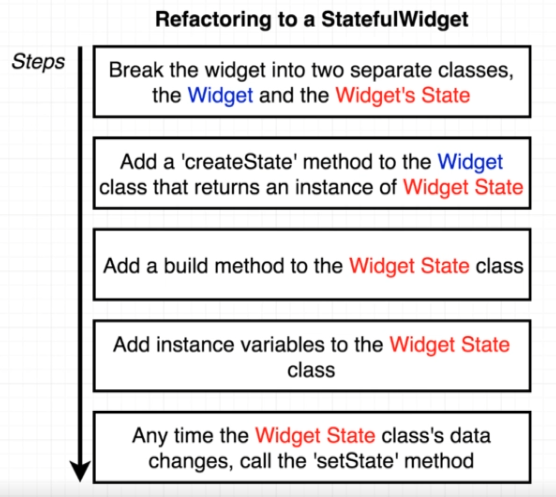 Refactoring to a StatefulWidget
Steps
Break the widget into two separate classes,
the Widget and the Widget's State
Add a 'createState' method to the Widget
class that returns an instance of Widget State
Add a build method to the Widget State class
Add instance variables to the Widget State
class
Any time the Widget State class's data
changes, call the 'setState' method